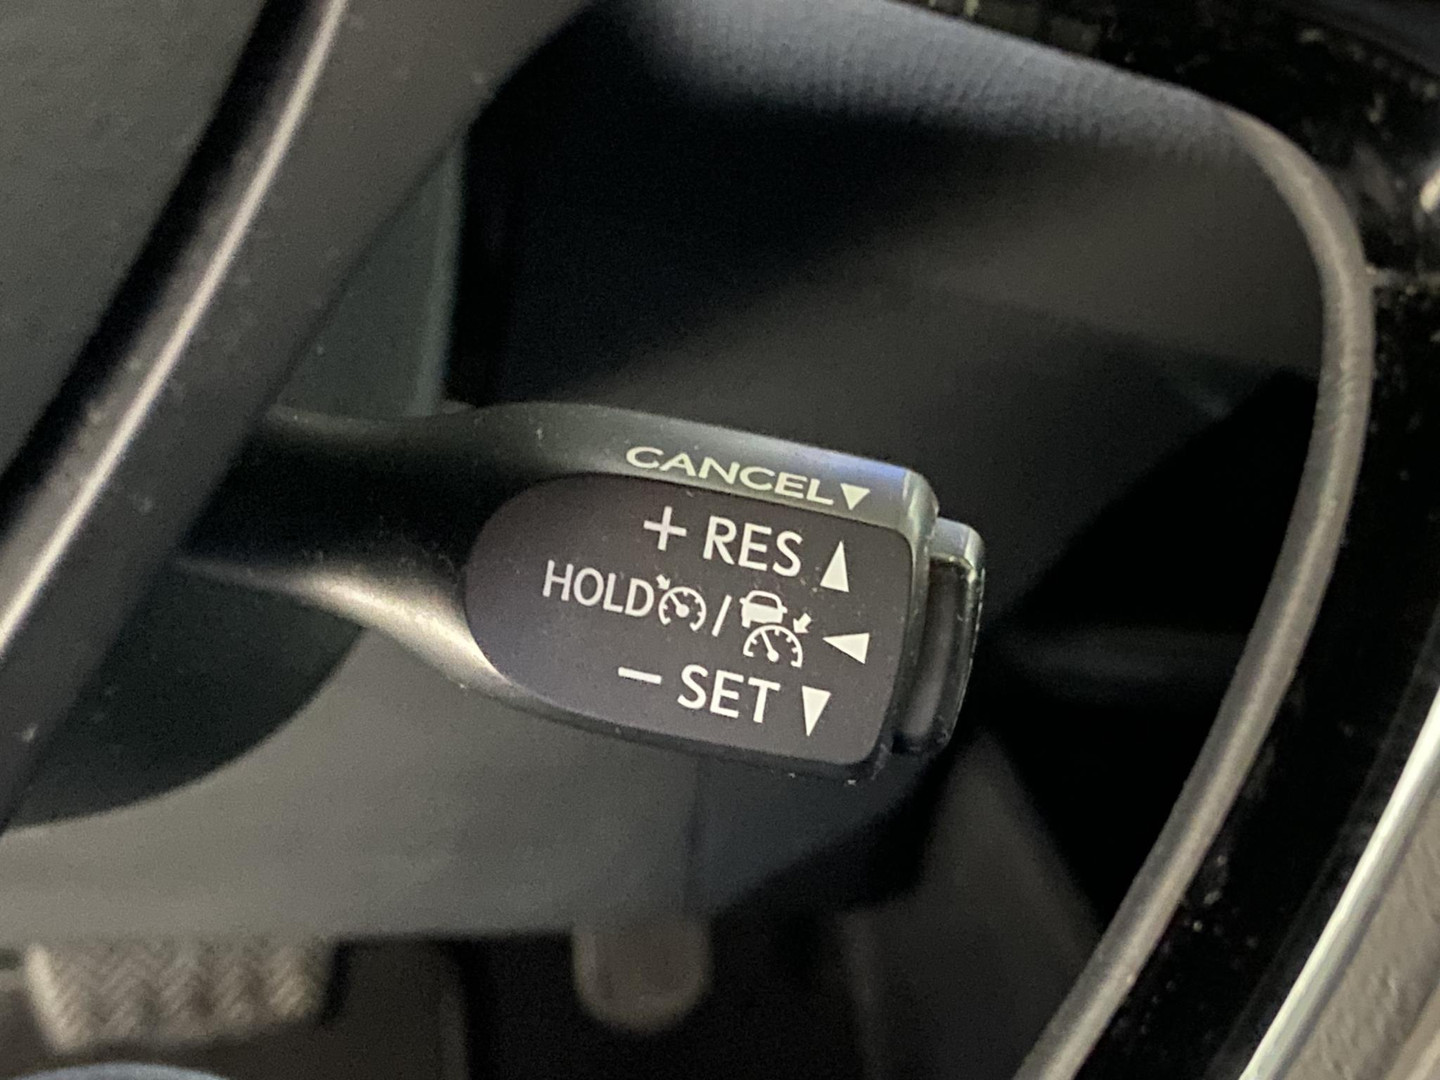 CANCEL▼
+ RES ▲
HOLD / ◀
− SET ▼